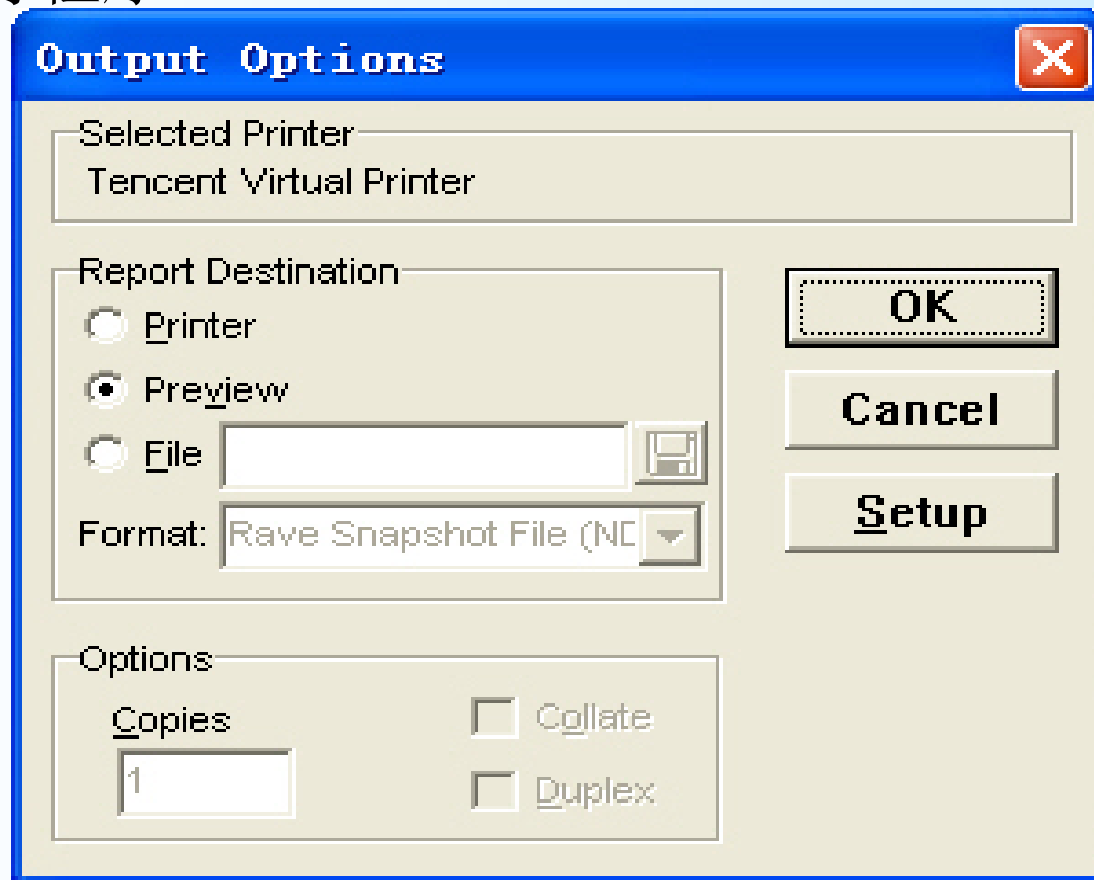 Output Options
Selected Printer
Tencent Virtual Printer
Report Destination
Printer
Preview
File
Format: Rave Snapshot File (ND
Options
Copies
1
Collate
Duplex
OK
Cancel
Setup